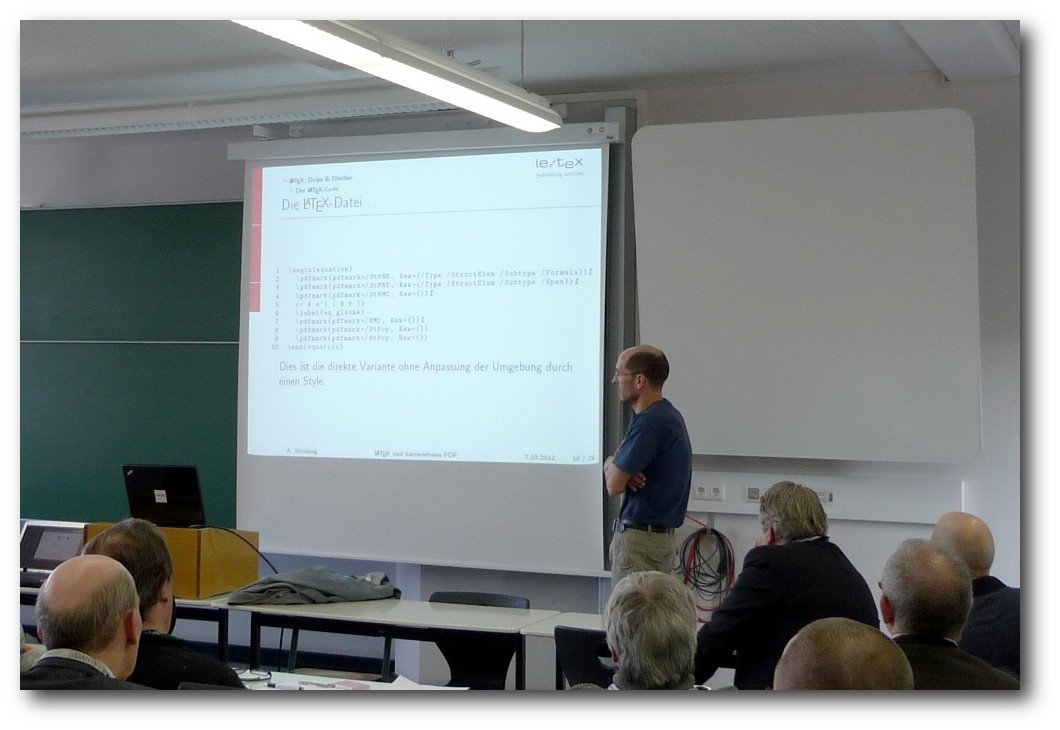 le/tex
publishing services
LATEX, Dvips & Distiller
Der LATEX-Code
Die LATEX-Datei
1 \begin{equation}
2 \pdfmark{pdfmark=/StPNE, Raw={/Type /StructElem /Subtype /Formula}}%
3 \pdfmark{pdfmark=/StPNE, Raw={/Type /StructElem /Subtype /Span}}%
4 \pdfmark{pdfmark=/StBMC, Raw={}}%
5
6
7 \pdfmark{pdfmark=/EMC, Raw={}}%
8 \pdfmark{pdfmark=/StPop, Raw={}}
9 \pdfmark{pdfmark=/StPop, Raw={}}
10 \end{equation}
Dies ist die direkte Variante ohne Anpassung der Umgebung durch
einen Style.
A. Strübing LATEX und barrierefreies PDF 7.03.2012 18 / 24